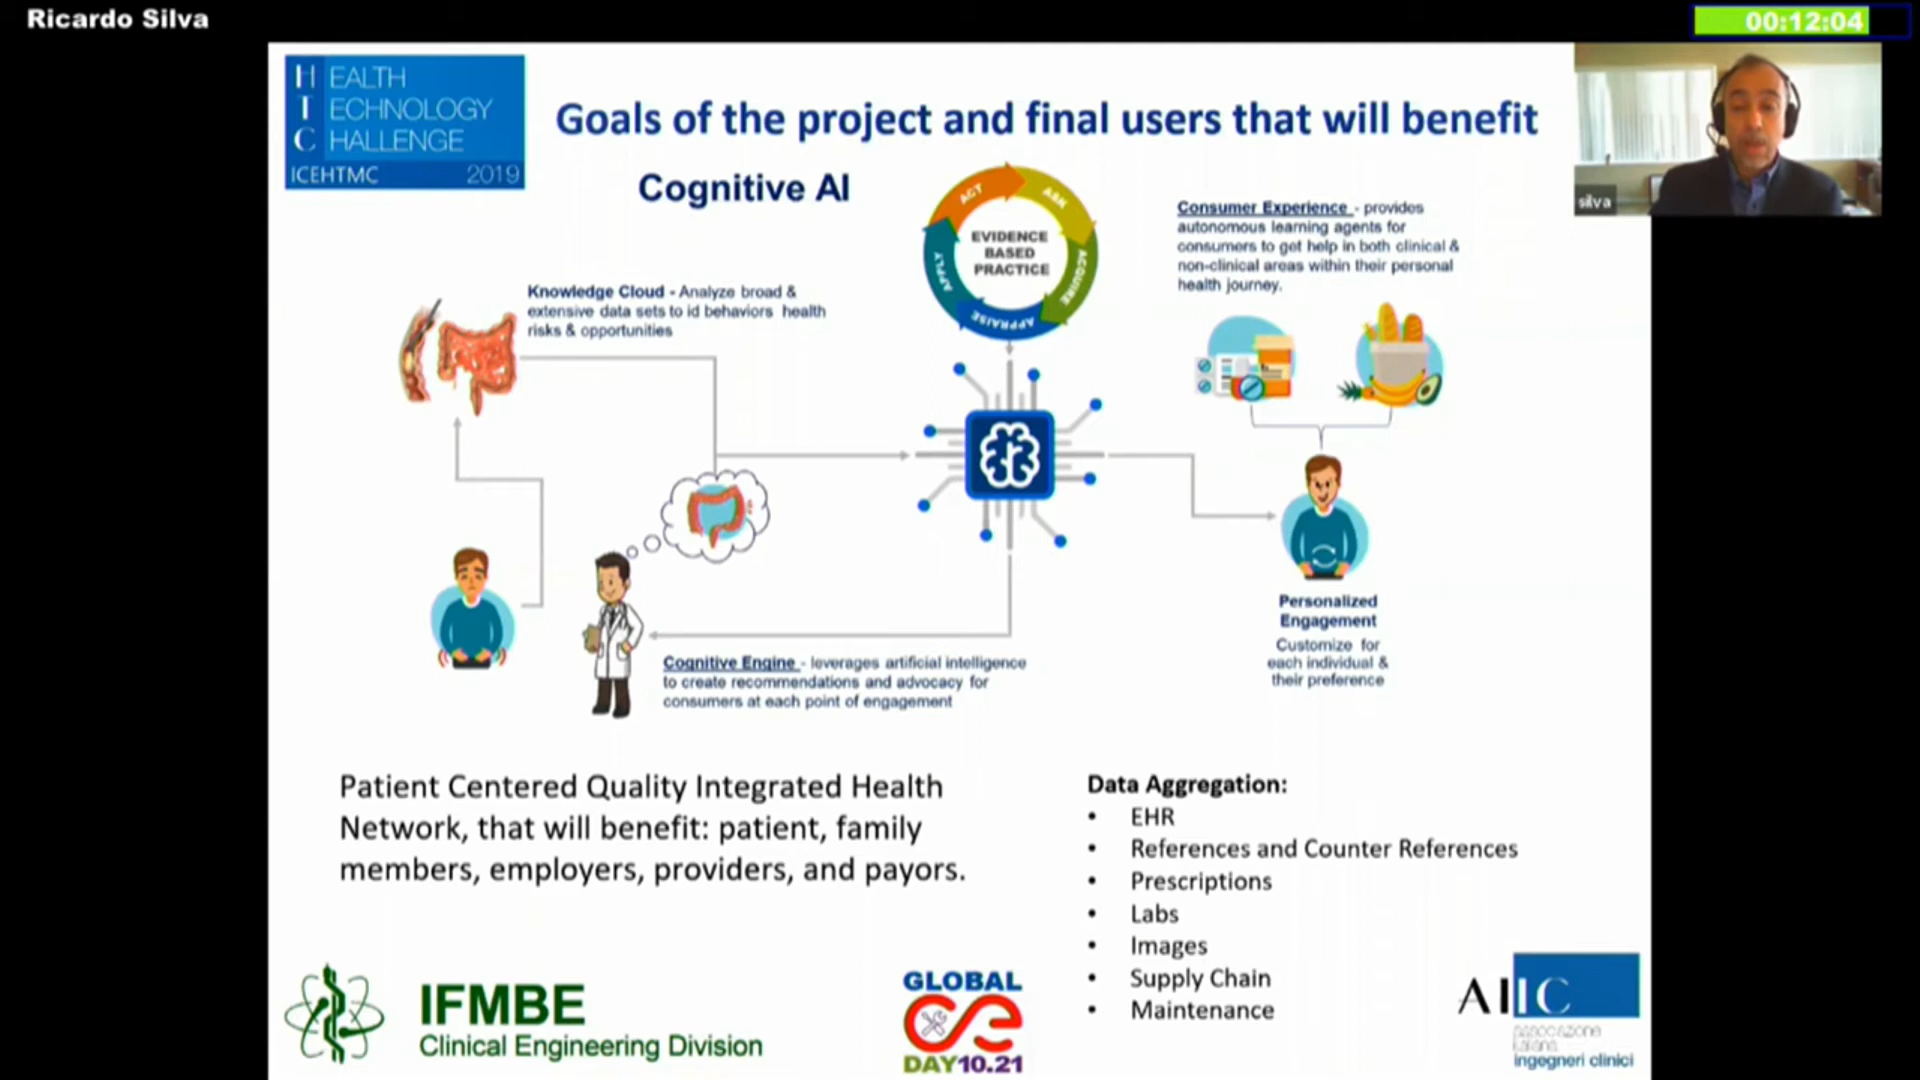 Ricardo Silva
00:12:04
HEALTH
TECHNOLOGY
CHALLENGE
ICEHTMC 2019
Goals of the project and final users that will benefit
silva
Cognitive AI
ACT
ASK
ACQUIRE
APPRAISE
APPLY
EVIDENCE
BASED
PRACTICE
Consumer Experience - provides
autonomous learning agents for
consumers to get help in both clinical &
non-clinical areas within their personal
health journey.
Knowledge Cloud - Analyze broad &
extensive data sets to id behaviors health
risks & opportunities
Personalized
Engagement
Customize for
each individual &
their preference
Cognitive Engine - leverages artificial intelligence
to create recommendations and advocacy for
consumers at each point of engagement
Patient Centered Quality Integrated Health
Network, that will benefit: patient, family
members, employers, providers, and payors.
Data Aggregation:
• EHR
• References and Counter References
• Prescriptions
• Labs
• Images
• Supply Chain
• Maintenance
IFMBE
Clinical Engineering Division
GLOBAL
CE
DAY10.21
AIIC
associazione
italiana
ingegneri clinici